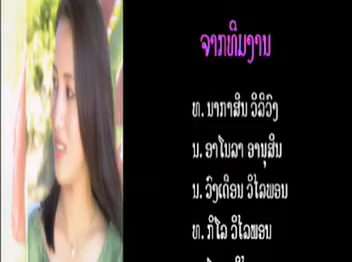 ຈາກທີມງານ
ທ. ນາກາສິນ ວິລິວົງ
ນ. ອາໂນລາ ອານຸສິນ
ນ. ວົງເດືອນ ວິໄລພອນ
ທ. ກິໂລ ວິໄລພອນ